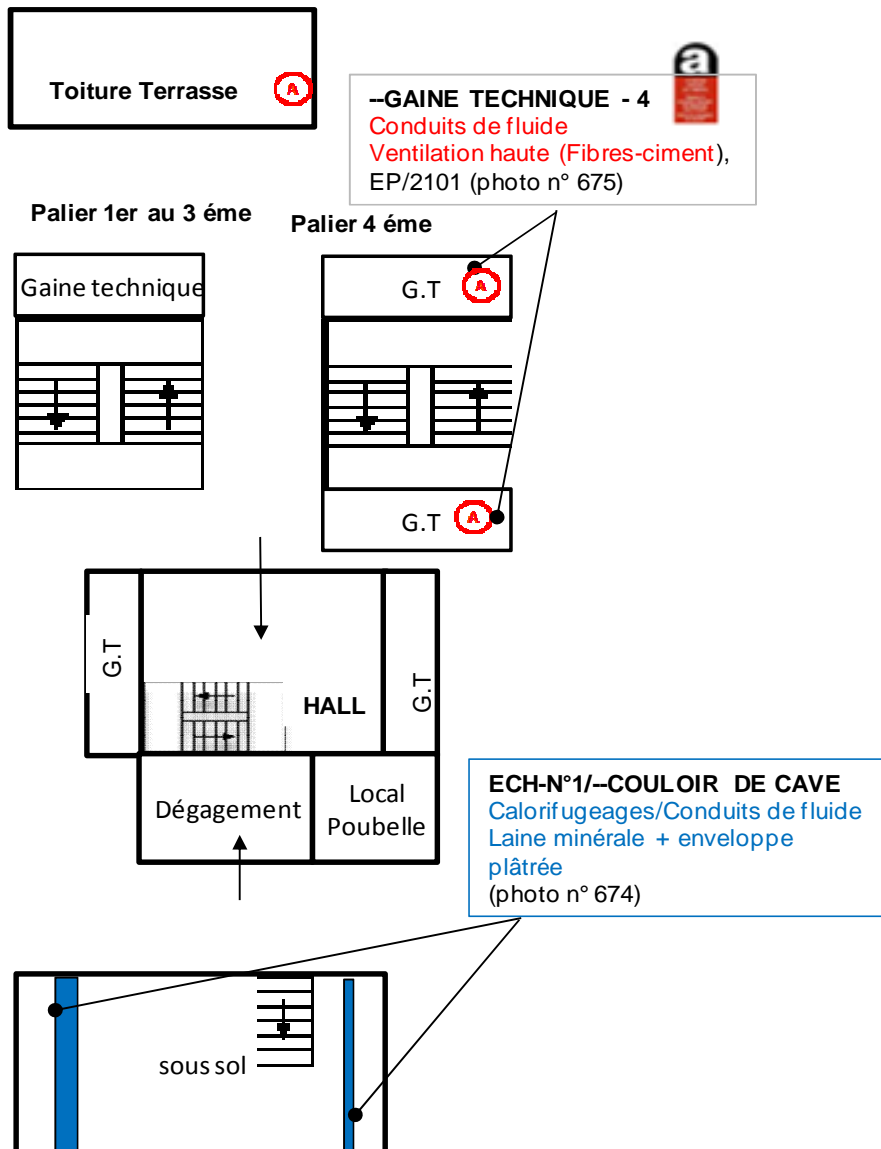 Toiture Terrasse
A
a
--GAINE TECHNIQUE - 4
Conduits de fluide
Ventilation haute (Fibres-ciment),
EP/2101 (photo n° 675)
Palier 1er au 3 éme
Palier 4 éme
Gaine technique
G.T
A
G.T
A
G.T
HALL
G.T
Dégagement
Local
Poubelle
ECH-N°1/--COULOIR DE CAVE
Calorifugeages/Conduits de fluide
Laine minérale + enveloppe
plâtrée
(photo n° 674)
sous sol